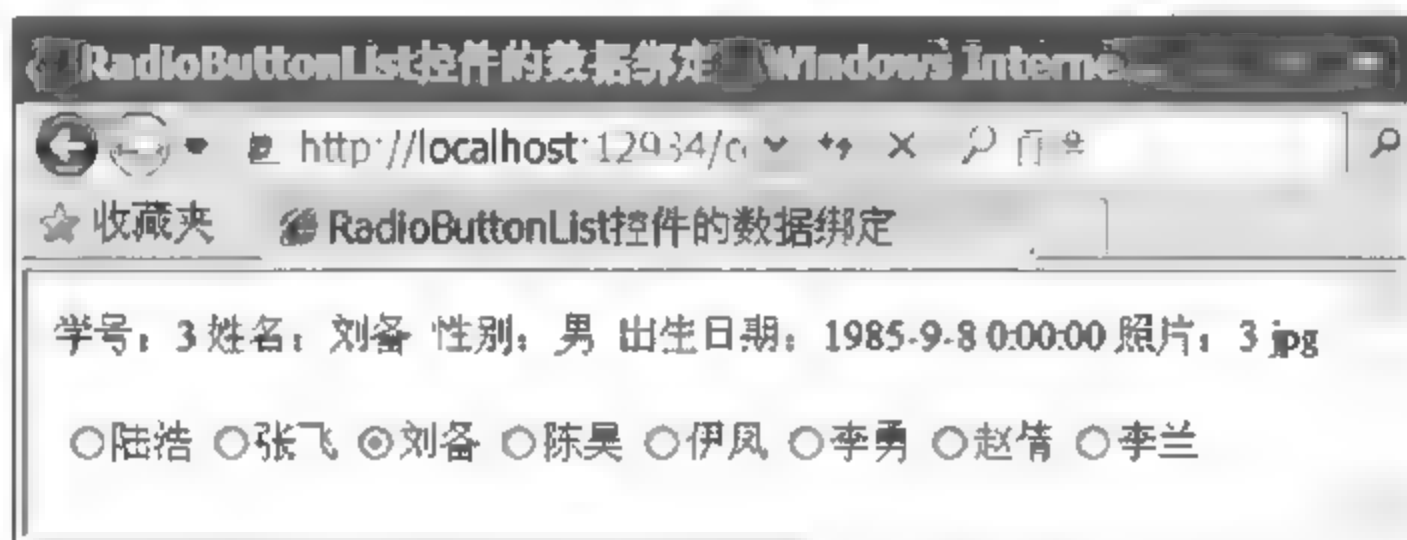 RadioButtonList控件的数据绑定 Windows Interne
http://localhost:12934/c
收藏夹 RadioButtonList控件的数据绑定
学号：3 姓名：刘备 性别：男 出生日期：1985-9-8 0:00:00 照片：3.jpg
陆浩 张飞 刘备 陈昊 伊凤 李勇 赵倩 李兰